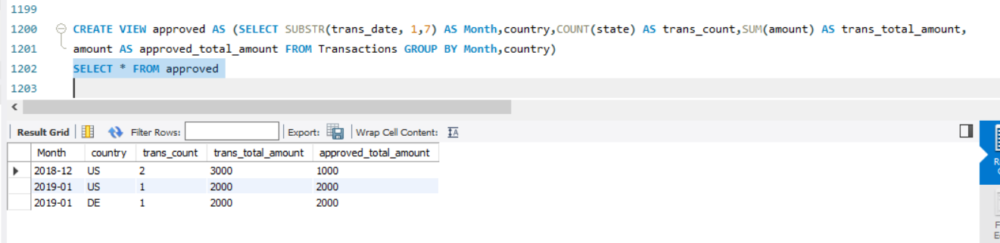 1199
1200 CREATE VIEW approved AS (SELECT SUBSTR(trans_date, 1,7) AS Month,country,COUNT(state) AS trans_count,SUM(amount) AS trans_total_amount,
1201 amount AS approved_total_amount FROM Transactions GROUP BY Month,country)
1202 SELECT * FROM approved
1203
Result Grid Filter Rows: Export: Wrap Cell Content:
Month country trans_count trans_total_amount approved_total_amount
2018-12 US 2 3000 1000
2019-01 US 1 2000 2000
2019-01 DE 1 2000 2000